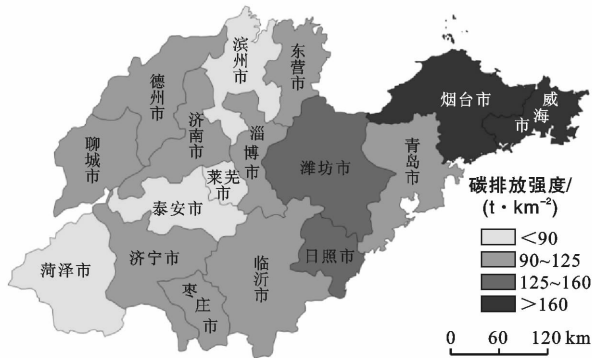 滨州市
东营市
德州市
济南市
聊城市
淄博市
莱芜市
泰安市
潍坊市
青岛市
烟台市
威海市
菏泽市
济宁市
枣庄市
临沂市
日照市
碳排放强度/
(t·km⁻²)
<90
90~125
125~160
>160
0 60 120 km